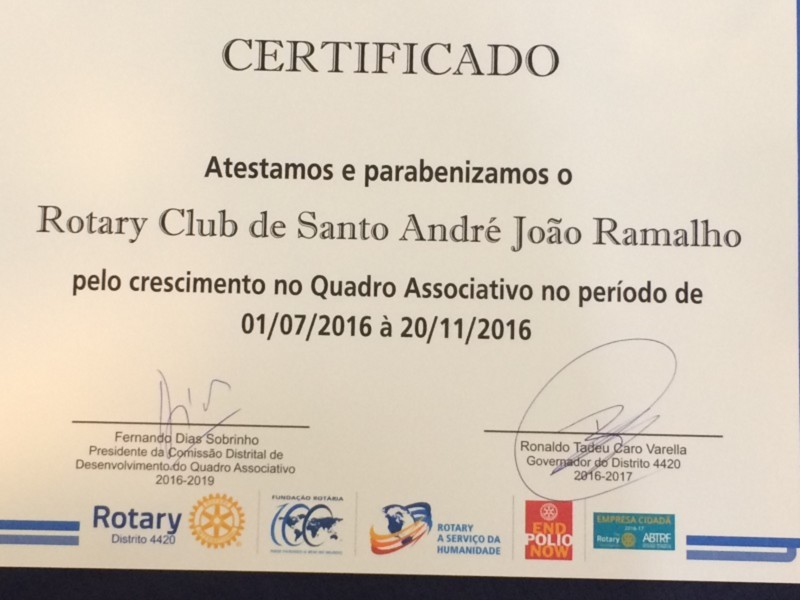 CERTIFICADO
Atestamos e parabenizamos o
Rotary Club de Santo André João Ramalho
pelo crescimento no Quadro Associativo no período de
01/07/2016 à 20/11/2016
Fernando Dias Sobrinho
Presidente da Comissão Distrital de
Desenvolvimento do Quadro Associativo
2016-2019
Ronaldo Tadeu Caro Varella
Governador do Distrito 4420
2016-2017
Rotary
Distrito 4420
FUNDAÇÃO ROTÁRIA
100
ROTARY
A SERVIÇO DA
HUMANIDADE
END
POLIO
NOW
EMPRESA CIDADÃ
2016-17
Rotary
ABTRF